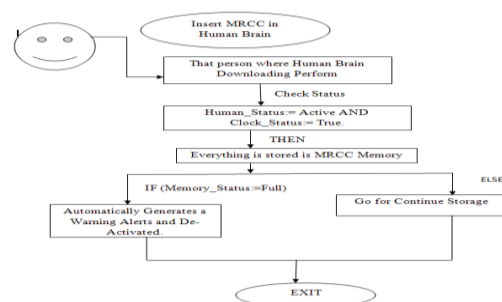 Insert MRCC in
Human Brain
That person where Human Brain
Downloading Perform
Check Status
Human_Status:= Active AND
Clock_Status:= True.
THEN
Everything is stored is MRCC Memory
IF (Memory_Status:=Full)
ELSE
Automatically Generates a
Warning Alerts and De-
Activated.
Go for Continue Storage
EXIT